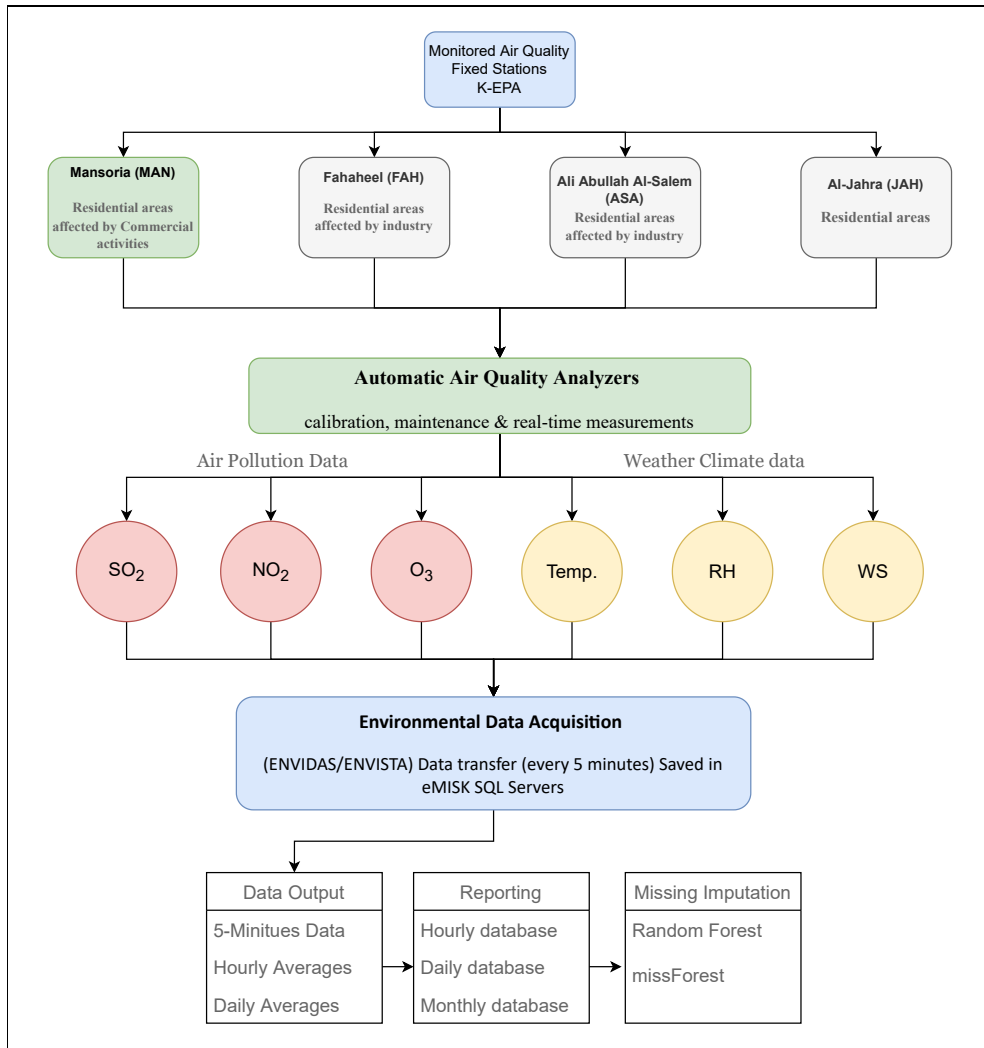 Monitored Air Quality
Fixed Stations
K-EPA
Mansoria (MAN)
Residential areas
affected by Commercial
activities
Fahaheel (FAH)
Residential areas
affected by industry
Ali Abullah Al-Salem
(ASA)
Residential areas
affected by industry
Al-Jahra (JAH)
Residential areas
Automatic Air Quality Analyzers
calibration, maintenance & real-time measurements
Air Pollution Data
Weather Climate data
SO2
NO2
O3
Temp.
RH
WS
Environmental Data Acquisition
(ENVIDAS/ENVISTA) Data transfer (every 5 minutes) Saved in
eMISK SQL Servers
Data Output
5-Minitues Data
Hourly Averages
Daily Averages
Reporting
Hourly database
Daily database
Monthly database
Missing Imputation
Random Forest
missForest